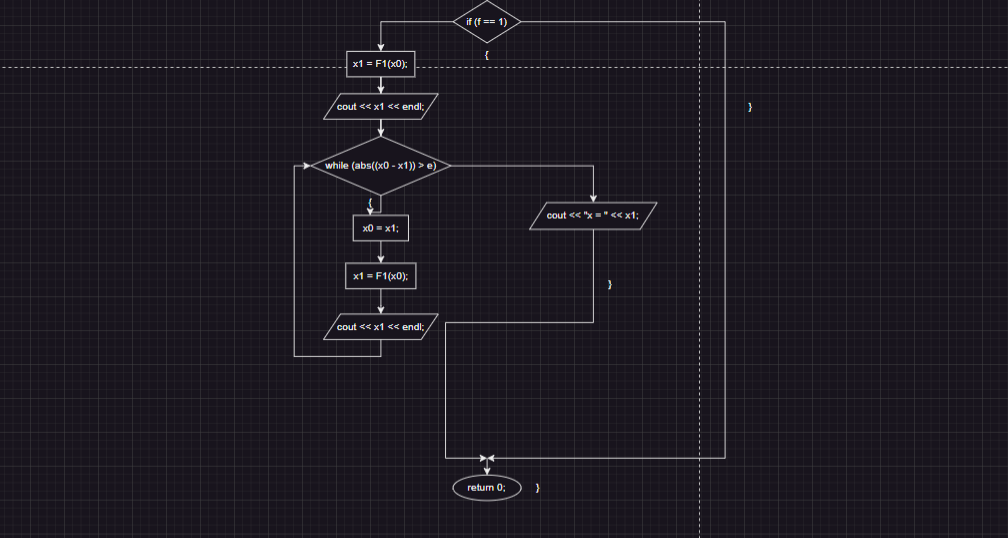 if (f == 1)
{
x1 = F1(x0);
cout << x1 << endl;
}
while (abs((x0 - x1)) > e)
{
x0 = x1;
cout << "x = " << x1;
x1 = F1(x0);
}
cout << x1 << endl;
return 0;
}